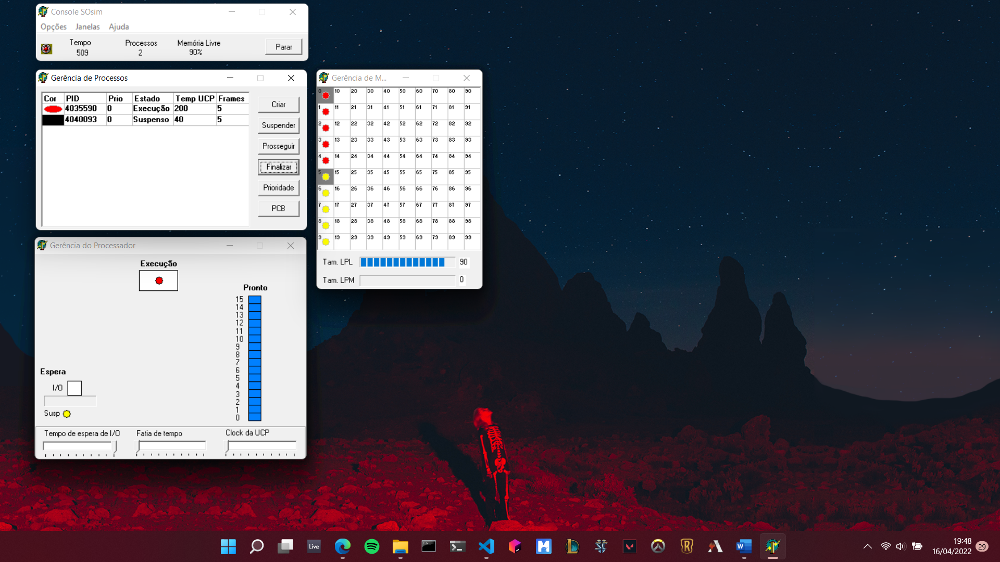 Console SOsim
Opções Janelas Ajuda
Tempo Processos Memória Livre
509 2 90%
Parar
Gerência de Processos
Cor PID Prio Estado Temp UCP Frames
4035590 0 Execução 200 5
4040093 0 Suspenso 40 5
Criar
Suspender
Prosseguir
Finalizar
Prioridade
PCB
Gerência de M...
0 10 20 30 40 50 60 70 80 90
1 11 21 31 41 51 61 71 81 91
2 12 22 32 42 52 62 72 82 92
3 13 23 33 43 53 63 73 83 93
4 14 24 34 44 54 64 74 84 94
5 15 25 35 45 55 65 75 85 95
6 16 26 36 46 56 66 76 86 96
7 17 27 37 47 57 67 77 87 97
8 18 28 38 48 58 68 78 88 98
9 19 29 39 49 59 69 79 89 99
Tam. LPL 90
Tam. LPM 0
Gerência do Processador
Execução
Pronto
15
14
13
12
11
10
9
8
7
6
5
4
3
2
1
0
Espera
I/O
Susp
Tempo de espera de I/O Fatia de tempo Clock da UCP
Live
19:48
16/04/2022
29